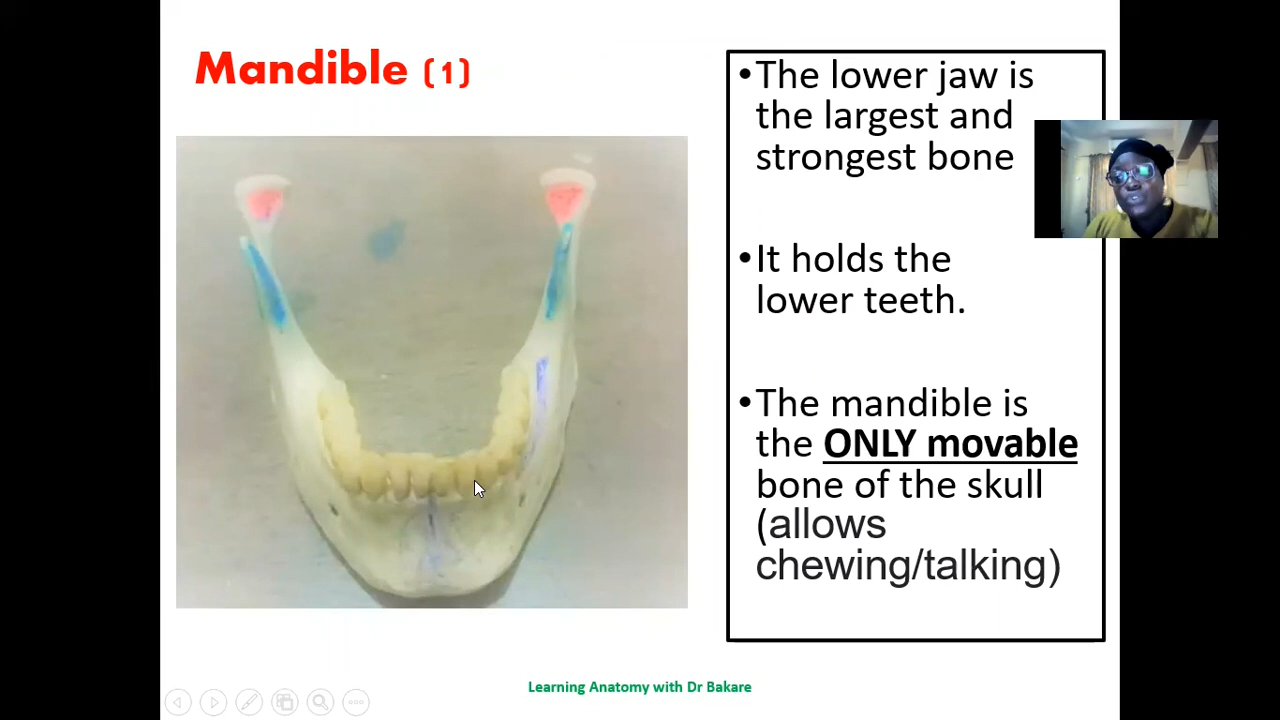 Mandible (1)
•The lower jaw is
the largest and
strongest bone
•It holds the
lower teeth.
•The mandible is
the ONLY movable
bone of the skull
(allows
chewing/talking)
Learning Anatomy with Dr Bakare